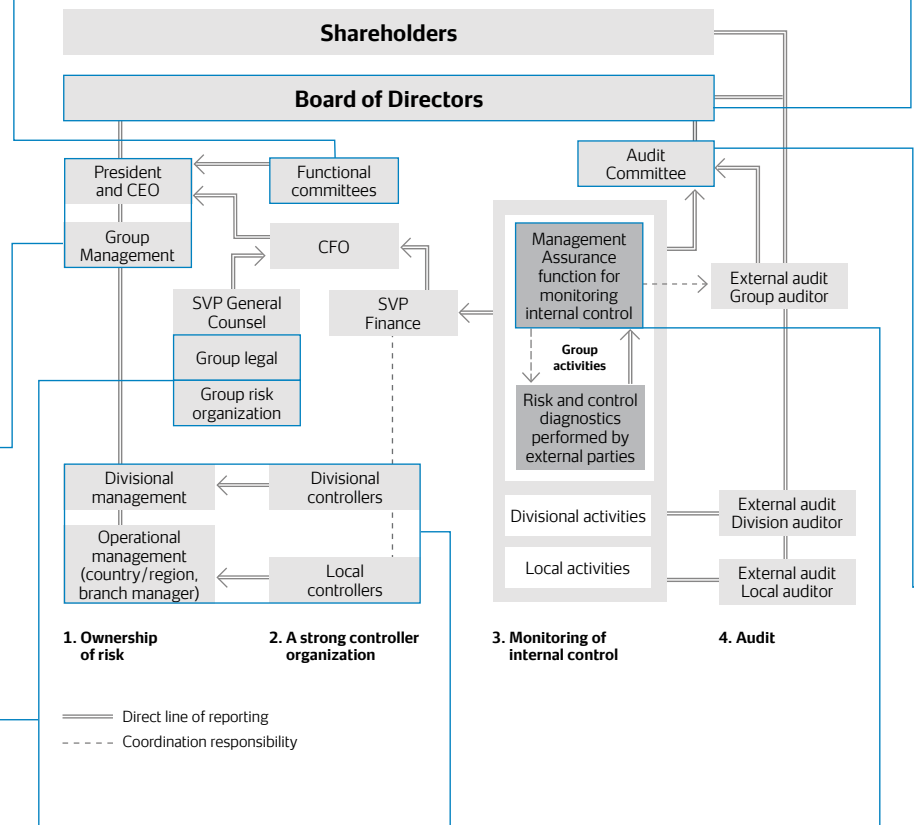 Shareholders
Board of Directors
President
and CEO
Functional
committees
Audit
Committee
Group
Management
CFO
Management
Assurance
function for
monitoring
internal control
External audit
Group auditor
SVP General
Counsel
SVP
Finance
Group legal
Group
activities
Group risk
organization
Risk and control
diagnostics
performed by
external parties
Divisional
management
Divisional
controllers
Divisional activities
External audit
Division auditor
Operational
management
(country/region,
branch manager)
Local
controllers
Local activities
External audit
Local auditor
1. Ownership
of risk
2. A strong controller
organization
3. Monitoring of
internal control
4. Audit
Direct line of reporting
Coordination responsibility